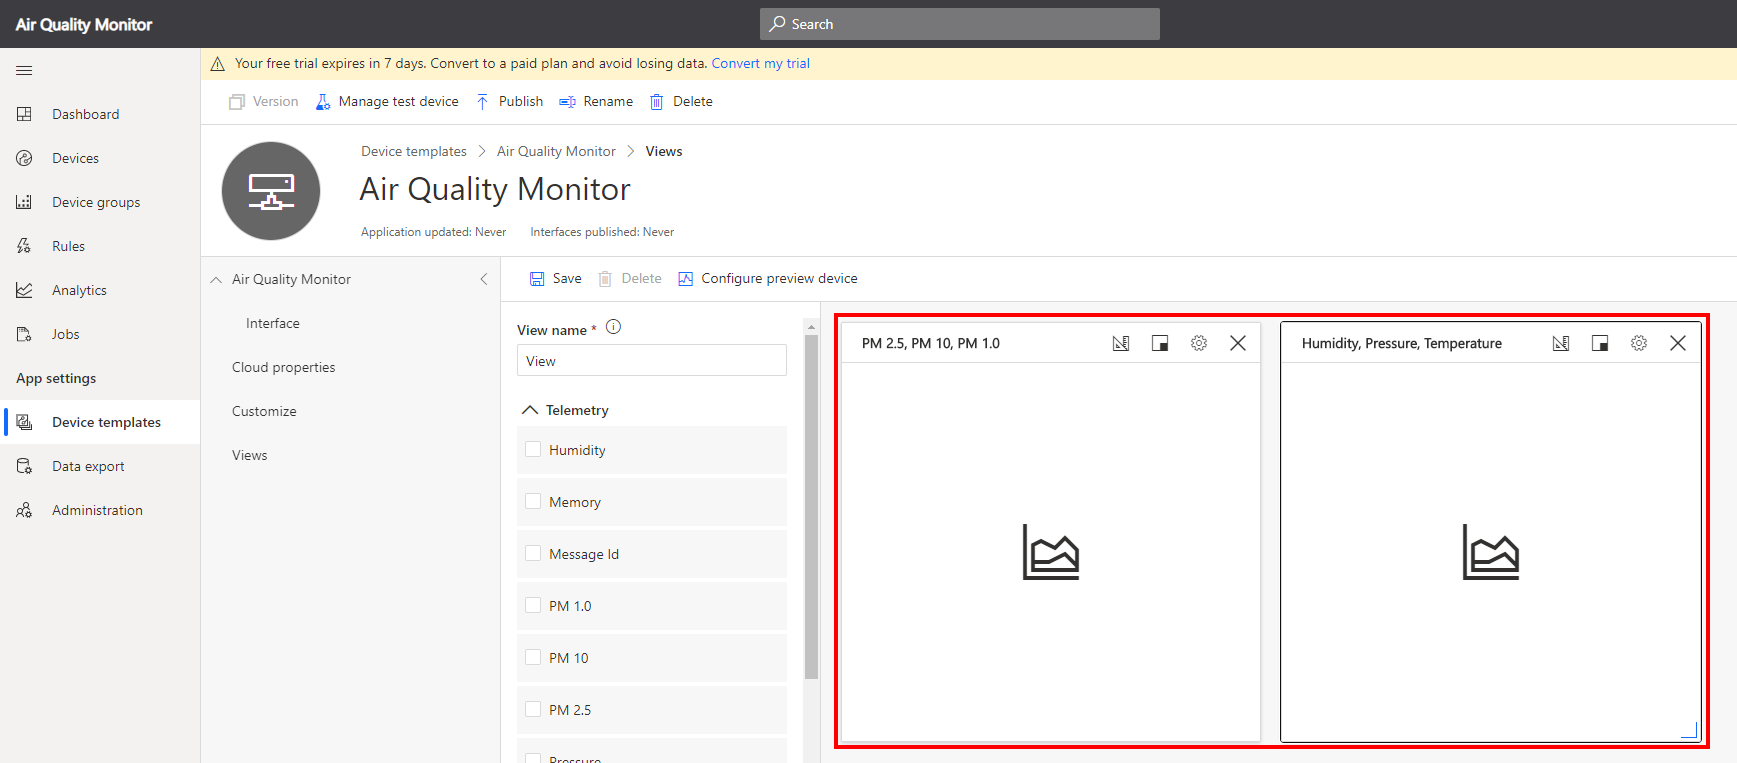 Air Quality Monitor
Search
Your free trial expires in 7 days. Convert to a paid plan and avoid losing data. Convert my trial
Version
Manage test device
Publish
Rename
Delete
Dashboard
Devices
Device groups
Rules
Analytics
Jobs
App settings
Device templates
Data export
Administration
Device templates > Air Quality Monitor > Views
Air Quality Monitor
Application updated: Never
Interfaces published: Never
Air Quality Monitor
Interface
Cloud properties
Customize
Views
Save
Delete
Configure preview device
View name *
View
Telemetry
Humidity
Memory
Message Id
PM 1.0
PM 10
PM 2.5
Pressure
PM 2.5, PM 10, PM 1.0
Humidity, Pressure, Temperature